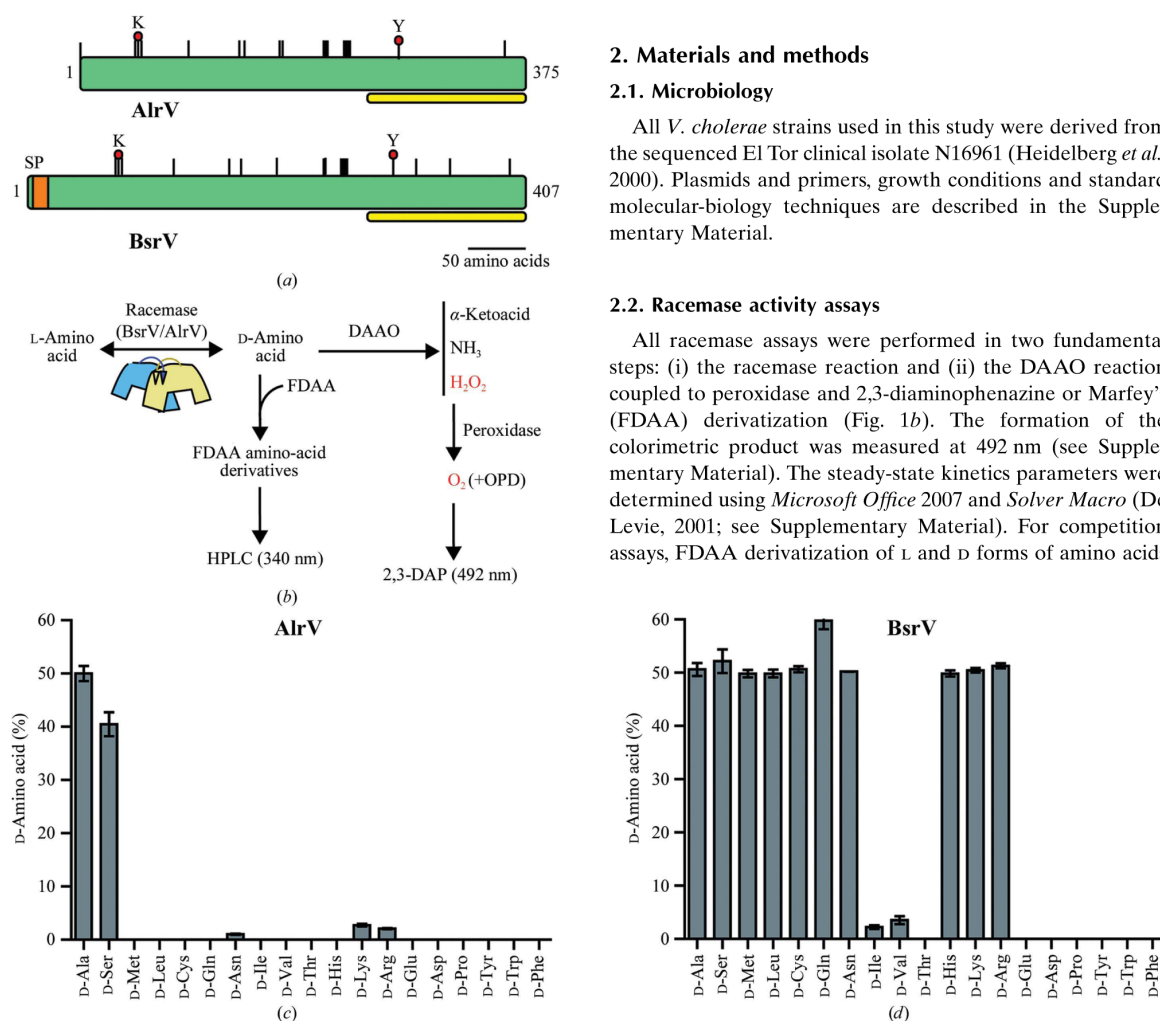 K
Y
1
375
AlrV
SP
K
Y
1
407
BsrV
50 amino acids
(a)
Racemase
(BsrV/AlrV)
L-Amino
acid
D-Amino
acid
DAAO
α-Ketoacid
NH₃
H₂O₂
FDAA
Peroxidase
FDAA amino-acid
derivatives
O₂ (+OPD)
HPLC (340 nm)
2,3-DAP (492 nm)
(b)
2. Materials and methods
2.1. Microbiology
All V. cholerae strains used in this study were derived from
the sequenced El Tor clinical isolate N16961 (Heidelberg et al.
2000). Plasmids and primers, growth conditions and standard
molecular-biology techniques are described in the Supple-
mentary Material.
2.2. Racemase activity assays
All racemase assays were performed in two fundamenta
steps: (i) the racemase reaction and (ii) the DAAO reaction
coupled to peroxidase and 2,3-diaminophenazine or Marfey'
(FDAA) derivatization (Fig. 1b). The formation of the
colorimetric product was measured at 492 nm (see Supple-
mentary Material). The steady-state kinetics parameters were
determined using Microsoft Office 2007 and Solver Macro (De
Levie, 2001; see Supplementary Material). For competition
assays, FDAA derivatization of L and D forms of amino acid
AlrV
D-Amino acid (%)
60
50
40
30
20
10
0
D-Ala
D-Ser
D-Met
D-Leu
D-Cys
D-Gln
D-Asn
D-Ile
D-Val
D-Thr
D-His
D-Lys
D-Arg
D-Glu
D-Asp
D-Pro
D-Tyr
D-Trp
D-Phe
(c)
BsrV
D-Amino acid (%)
60
50
40
30
20
10
0
D-Ala
D-Ser
D-Met
D-Leu
D-Cys
D-Gln
D-Asn
D-Ile
D-Val
D-Thr
D-His
D-Lys
D-Arg
D-Glu
D-Asp
D-Pro
D-Tyr
D-Trp
D-Phe
(d)